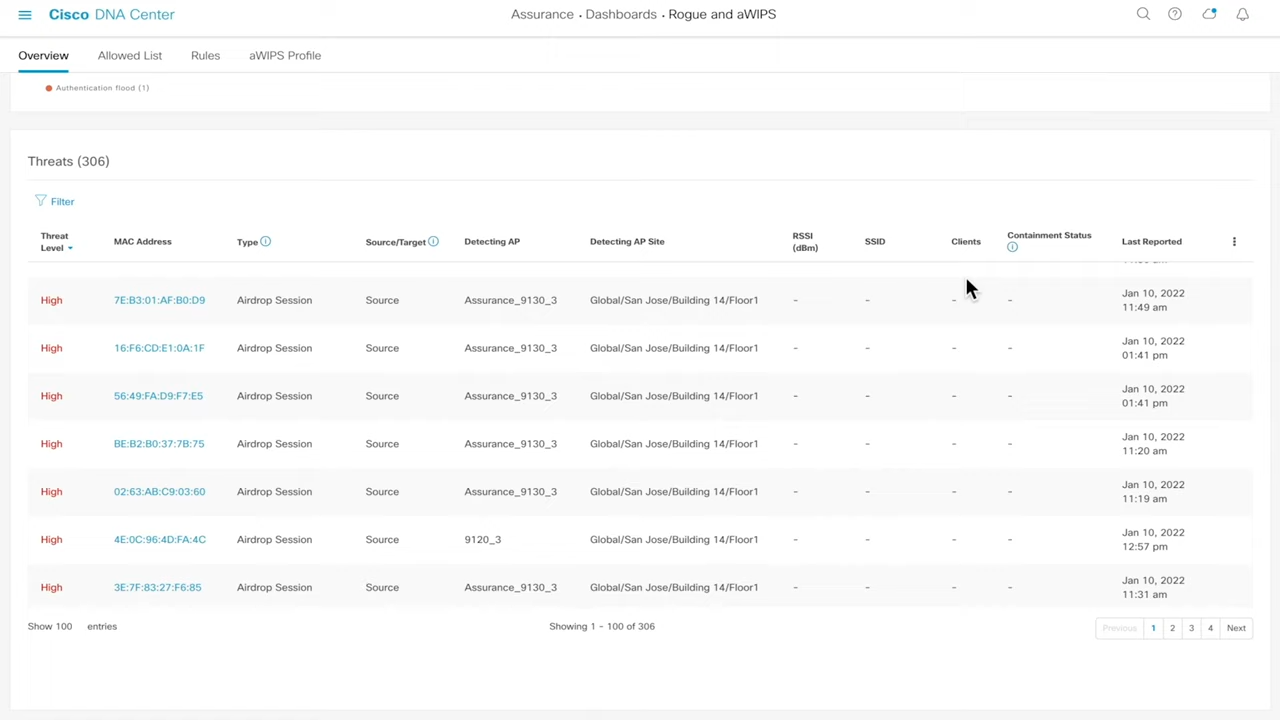 Cisco DNA Center
Assurance • Dashboards • Rogue and aWIPS
Overview
Allowed List
Rules
aWIPS Profile
Authentication flood (1)
Threats (306)
Filter
Threat Level
MAC Address
Type
Source/Target
Detecting AP
Detecting AP Site
RSSI (dBm)
SSID
Clients
Containment Status
Last Reported
High 7E:B3:01:AF:B0:D9 Airdrop Session Source Assurance_9130_3 Global/San Jose/Building 14/Floor1 - - - - Jan 10, 2022 11:49 am
High 16:F6:CD:E1:0A:1F Airdrop Session Source Assurance_9130_3 Global/San Jose/Building 14/Floor1 - - - - Jan 10, 2022 01:41 pm
High 56:49:FA:D9:F7:E5 Airdrop Session Source Assurance_9130_3 Global/San Jose/Building 14/Floor1 - - - - Jan 10, 2022 01:41 pm
High BE:B2:B0:37:7B:75 Airdrop Session Source Assurance_9130_3 Global/San Jose/Building 14/Floor1 - - - - Jan 10, 2022 11:20 am
High 02:63:AB:C9:03:60 Airdrop Session Source Assurance_9130_3 Global/San Jose/Building 14/Floor1 - - - - Jan 10, 2022 11:19 am
High 4E:0C:96:4D:FA:4C Airdrop Session Source 9120_3 Global/San Jose/Building 14/Floor1 - - - - Jan 10, 2022 12:57 pm
High 3E:7F:83:27:F6:85 Airdrop Session Source Assurance_9130_3 Global/San Jose/Building 14/Floor1 - - - - Jan 10, 2022 11:31 am
Show 100 entries
Showing 1 - 100 of 306
Previous 1 2 3 4 Next